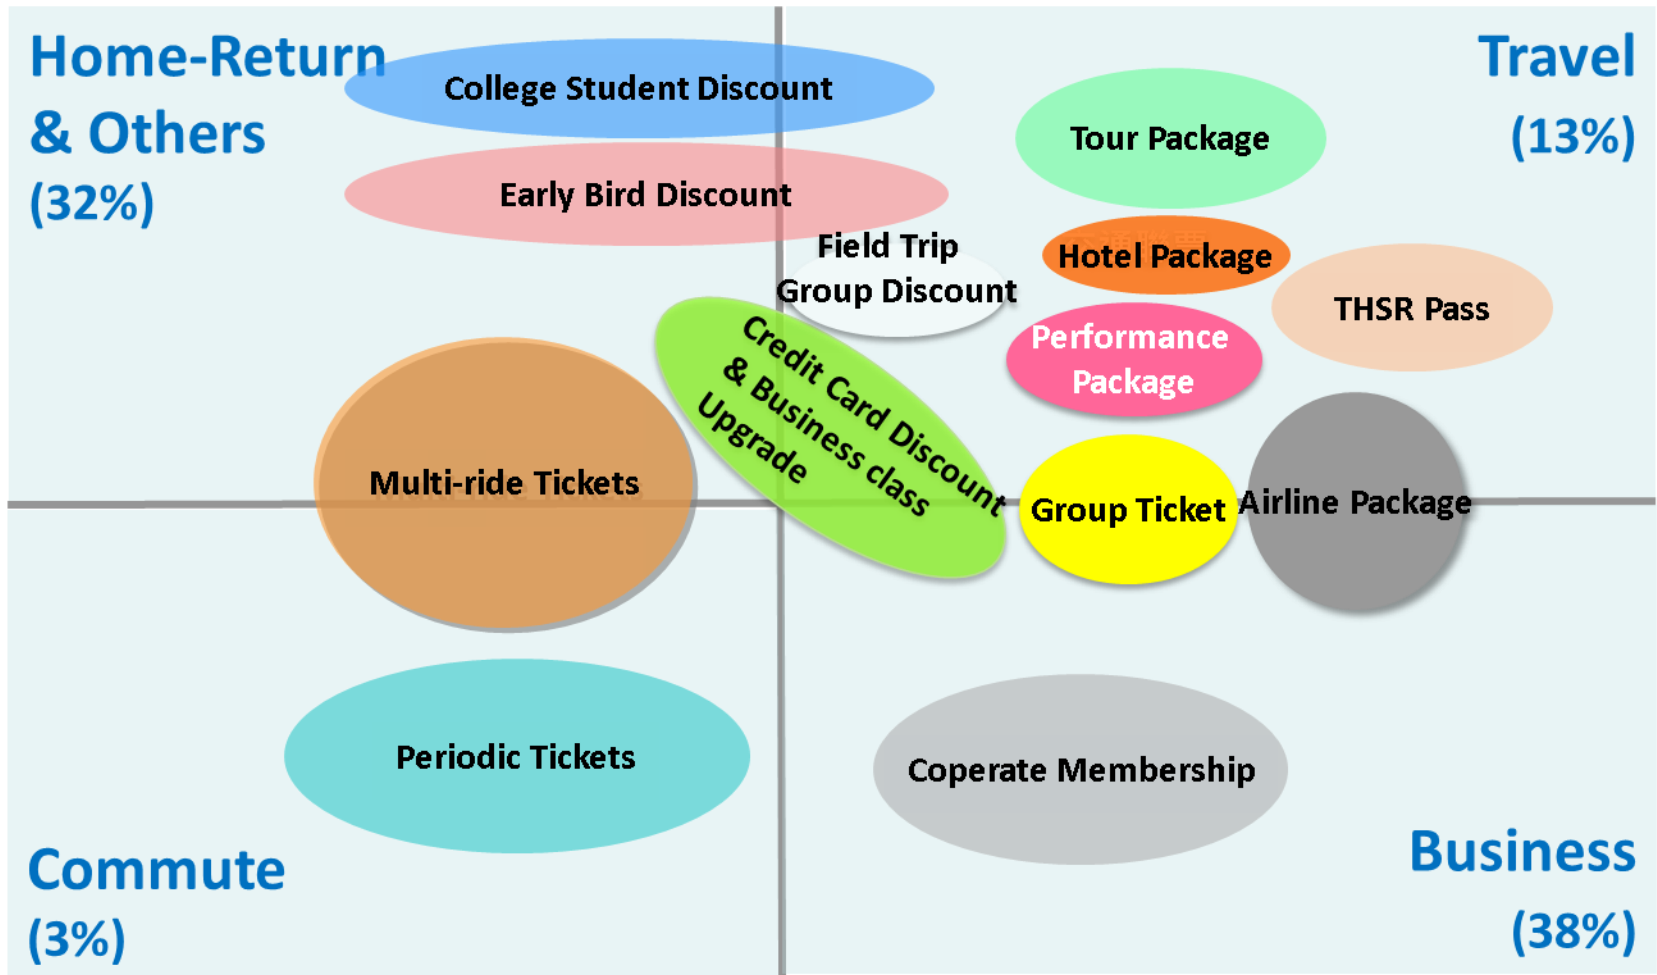 Home-Return
& Others
(32%)
College Student Discount
Early Bird Discount
Travel
(13%)
Tour Package
Hotel Package
Field Trip
Group Discount
THSR Pass
Performance
Package
Credit Card Discount
& Business class
Upgrade
Multi-ride Tickets
Group Ticket
Airline Package
Periodic Tickets
Coperate Membership
Commute
(3%)
Business
(38%)